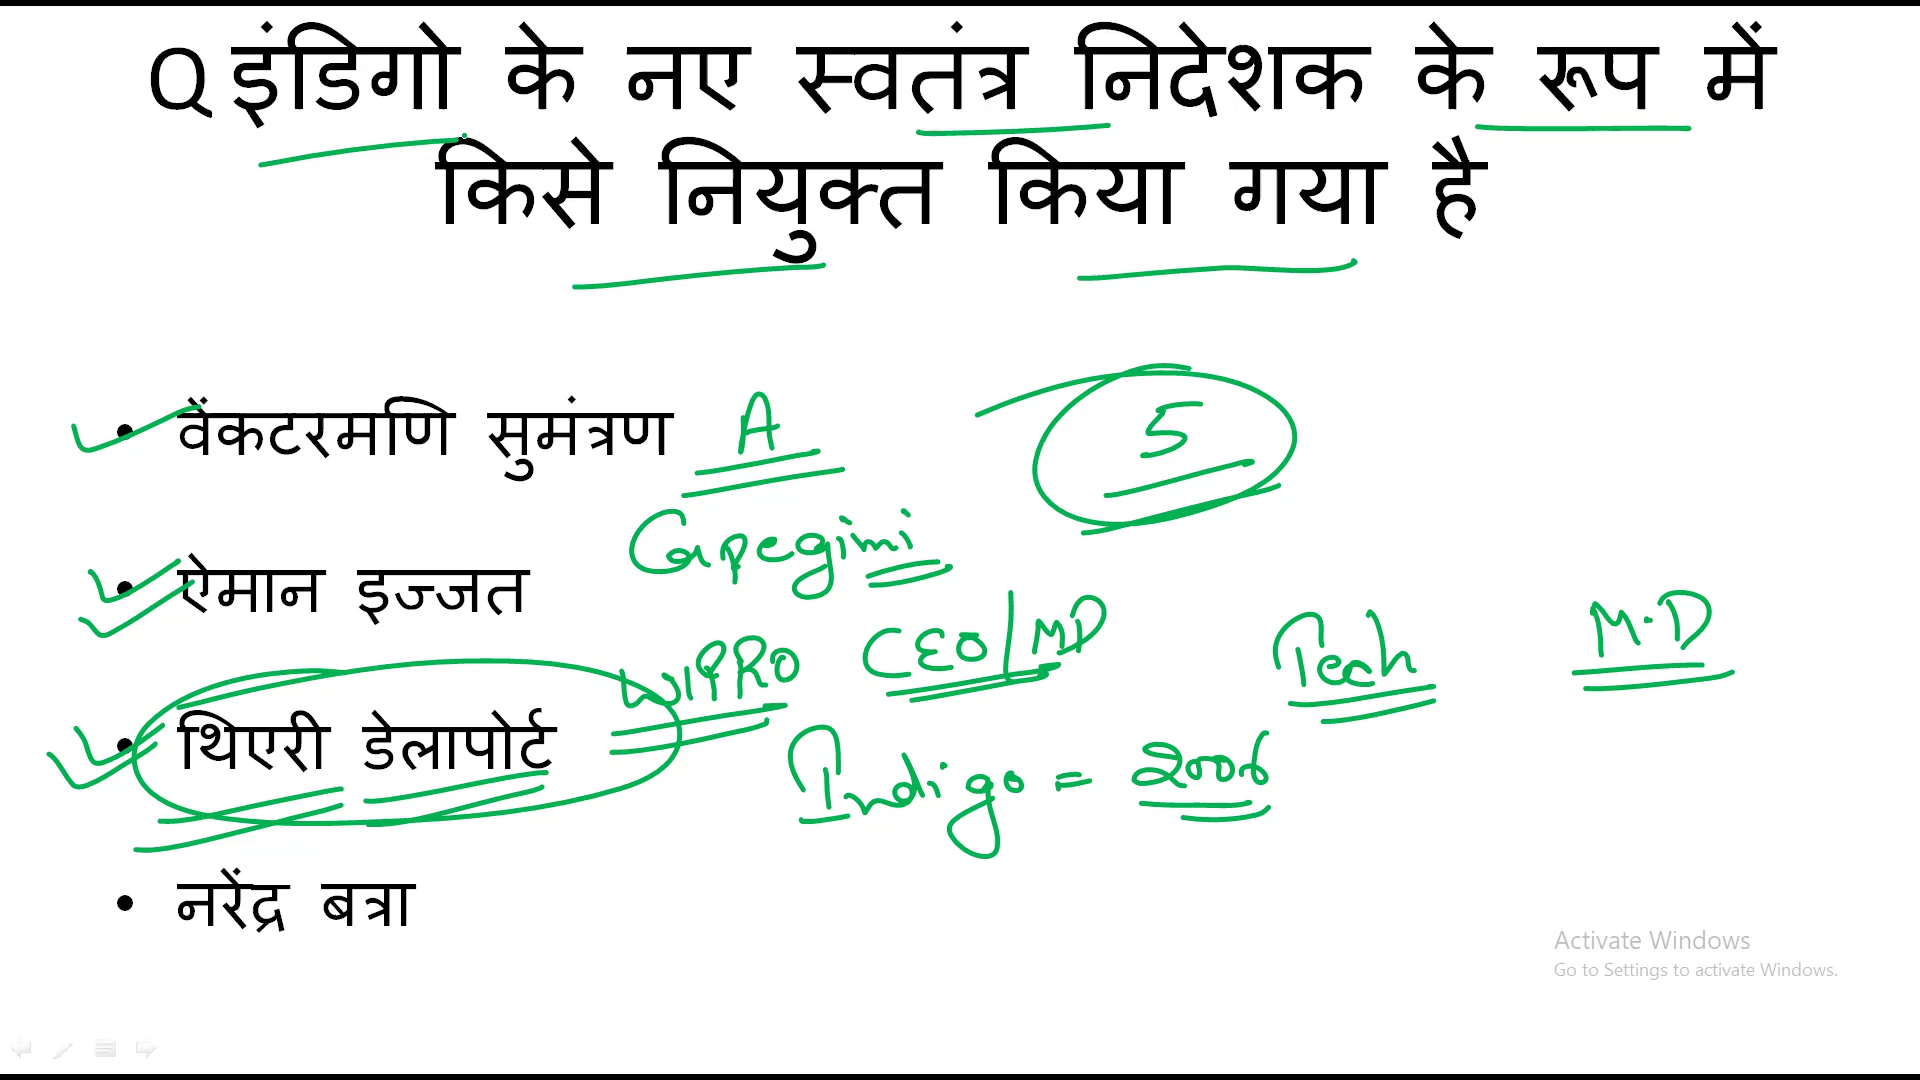 Q इंडिगो के नए स्वतंत्र निदेशक के रूप में
किसे नियुक्त किया गया है
• वेंकटरमणि सुमंत्रण A 5
Capegimi
• ऐमान इज्जत
WIPRO CEO/MD Tech M.D
• थिएरी डेलापोर्ट
Indigo = 2006
• नरेंद्र बत्रा
Activate Windows
Go to Settings to activate Windows.